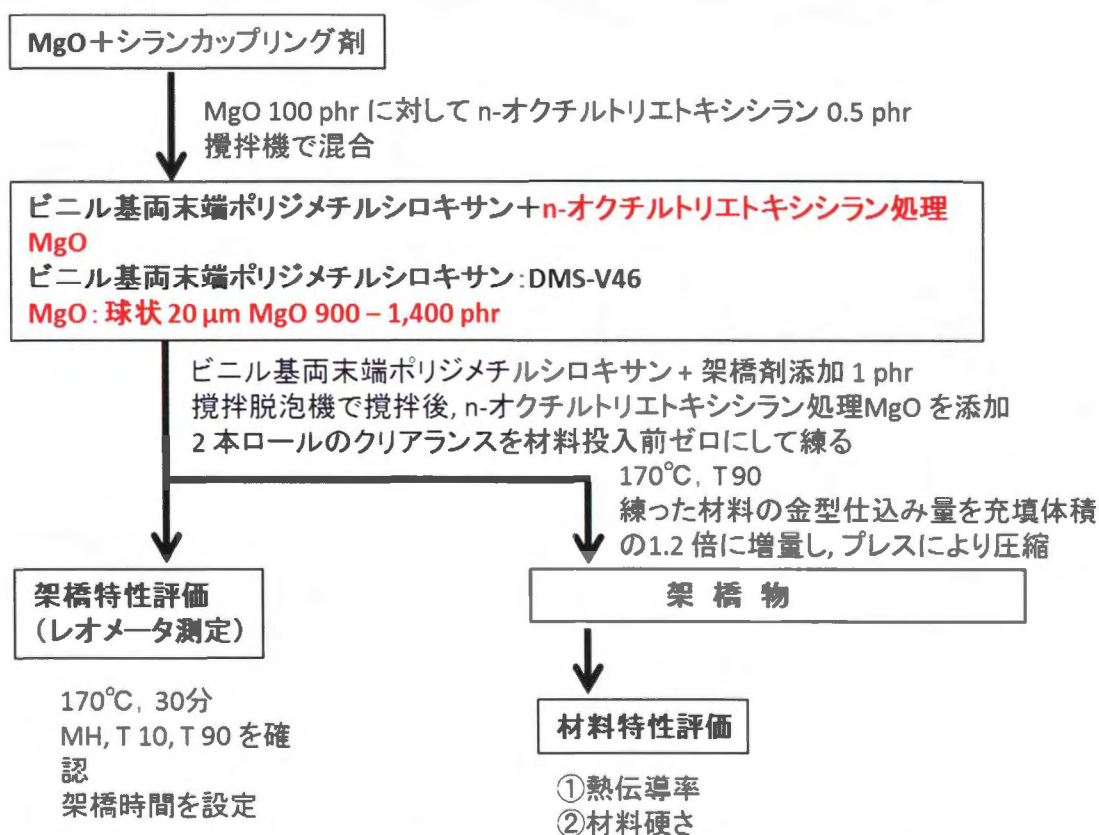 MgO＋シランカップリング剤
MgO 100 phr に対して n-オクチルトリエトキシシラン 0.5 phr
攪拌機で混合
ビニル基両末端ポリジメチルシロキサン＋n-オクチルトリエトキシシラン処理
MgO
ビニル基両末端ポリジメチルシロキサン：DMS-V46
MgO：球状 20 μm MgO 900 – 1,400 phr
ビニル基両末端ポリジメチルシロキサン + 架橋剤添加 1 phr
攪拌脱泡機で攪拌後, n-オクチルトリエトキシシラン処理MgO を添加
2 本ロールのクリアランスを材料投入前ゼロにして練る
170℃, T 90
練った材料の金型仕込み量を充填体積
の1.2 倍に増量し, プレスにより圧縮
架橋特性評価
（レオメータ測定）
架 橋 物
170℃, 30分
MH, T 10, T 90 を確
認
架橋時間を設定
材料特性評価
①熱伝導率
②材料硬さ